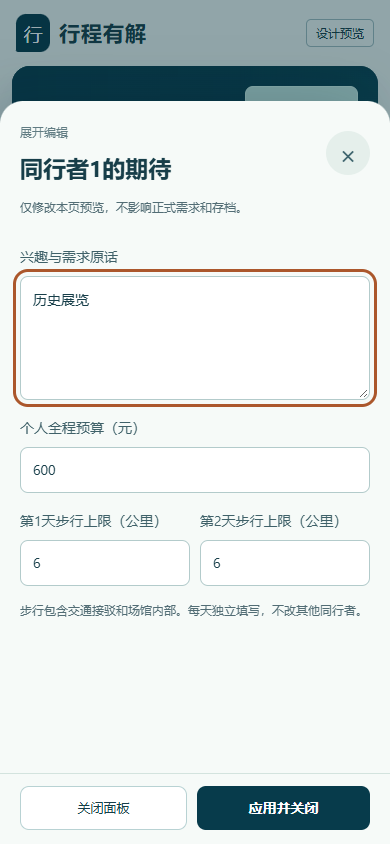 行 行程有解 设计预览
展开编辑
同行者1的期待
×
仅修改本页预览，不影响正式需求和存档。
兴趣与需求原话
历史展览
个人全程预算（元）
600
第1天步行上限（公里） 第2天步行上限（公里）
6 6
步行包含交通接驳和场馆内部。每天独立填写，不改其他同行者。
关闭面板 应用并关闭